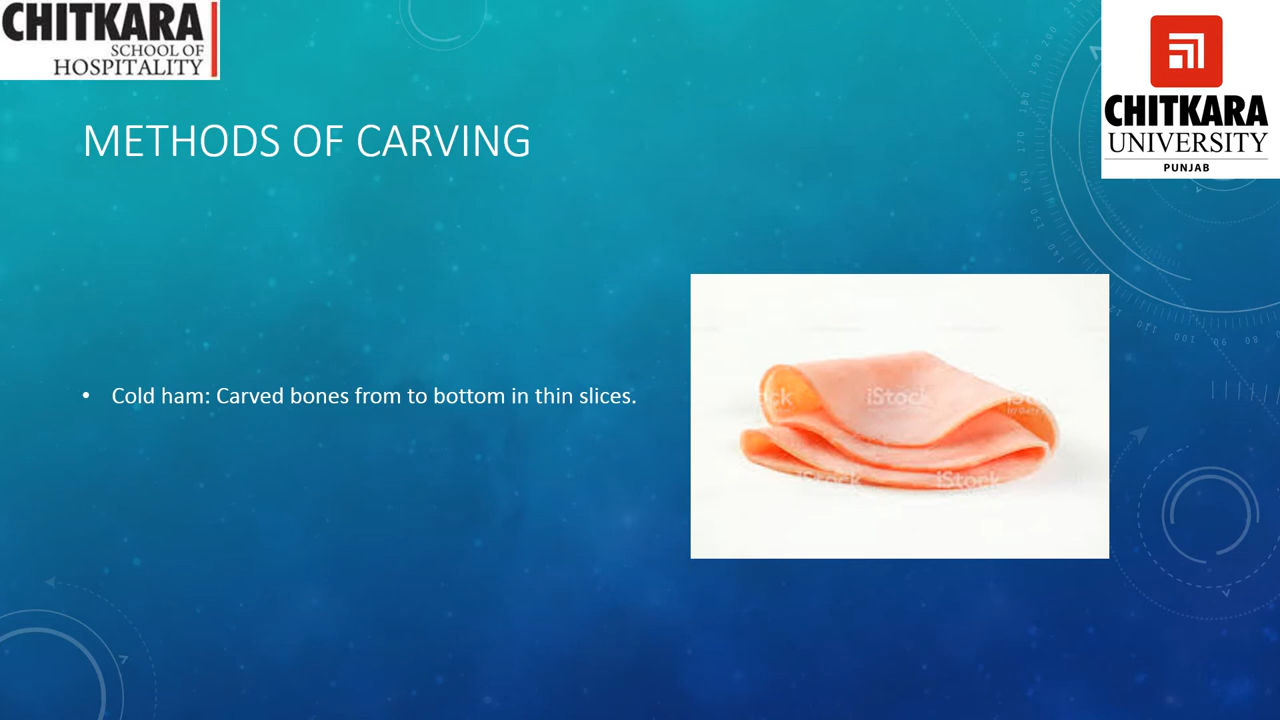 CHITKARA
SCHOOL OF
HOSPITALITY
CHITKARA
UNIVERSITY
PUNJAB
METHODS OF CARVING
• Cold ham: Carved bones from to bottom in thin slices.
iStock
iStock
iStock